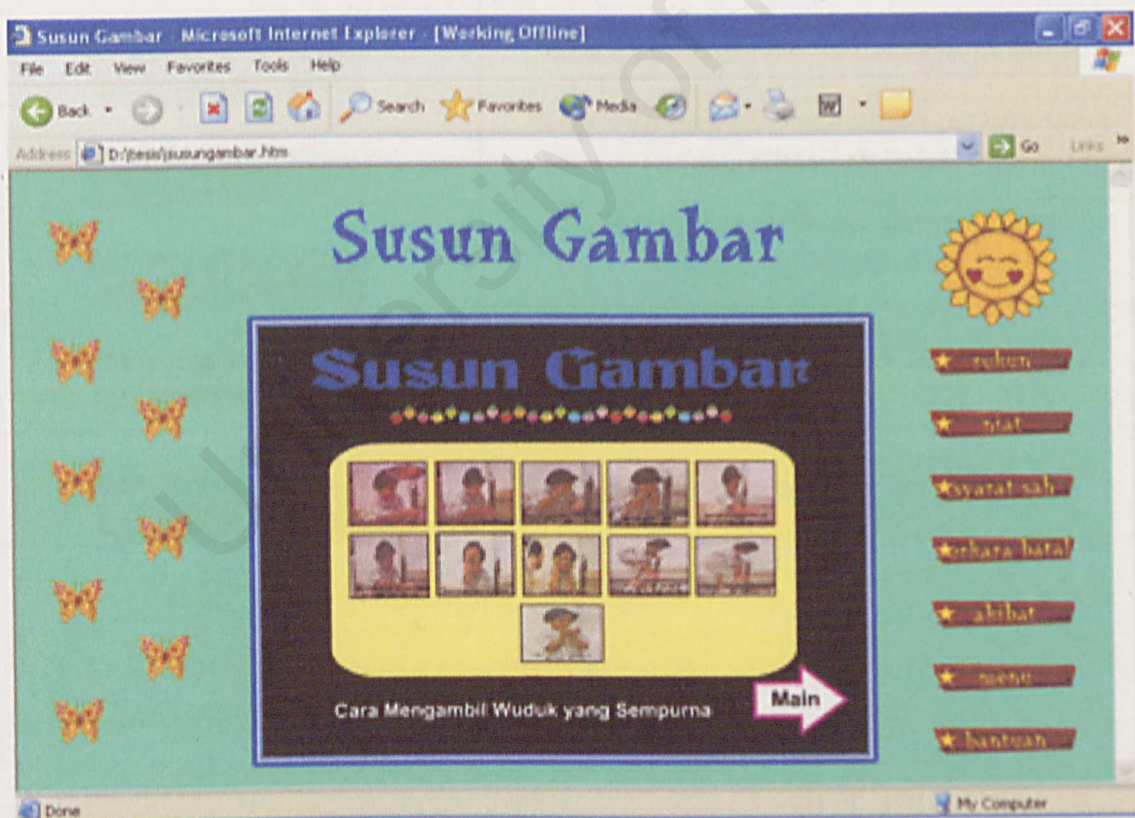 Susun Gambar - Microsoft Internet Explorer - [Working Offline]
File Edit View Favorites Tools Help
Back Search Favorites Media
Address D:\tesis\susungambar.htm Go Links
Susun Gambar
Susun Gambar
rukun
niat
syarat sah
perkara batal
akibat
menu
bantuan
Cara Mengambil Wuduk yang Sempurna
Main
Done My Computer
University of